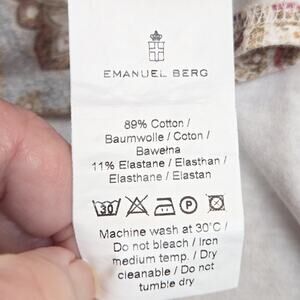 EMANUEL BERG
89% Cotton /
Baumwolle / Coton /
Bawełna
11% Elastane / Elasthan /
Elasthane / Elastan
30 P
Machine wash at 30°C /
Do not bleach / Iron
medium temp. / Dry
cleanable / Do not
tumble dry